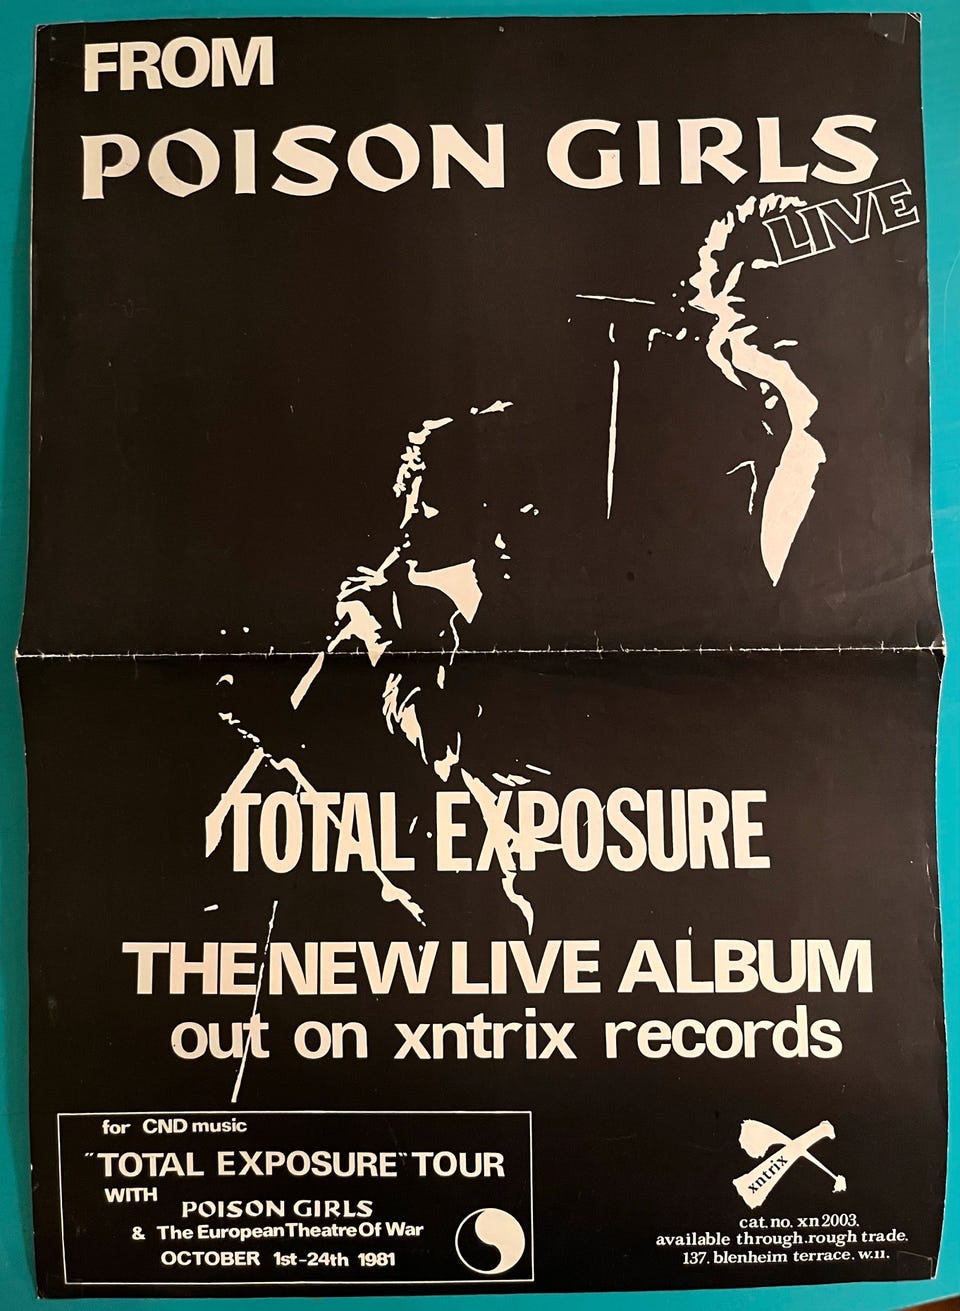 FROM
POISON GIRLS
LIVE
TOTAL EXPOSURE
THE NEW LIVE ALBUM
out on xntrix records
for CND music
"TOTAL EXPOSURE" TOUR
WITH
POISON GIRLS
& The European Theatre Of War
OCTOBER 1st-24th 1981
xntrix
cat. no. xn 2003.
available through.rough trade.
137. blenheim terrace. w.11.